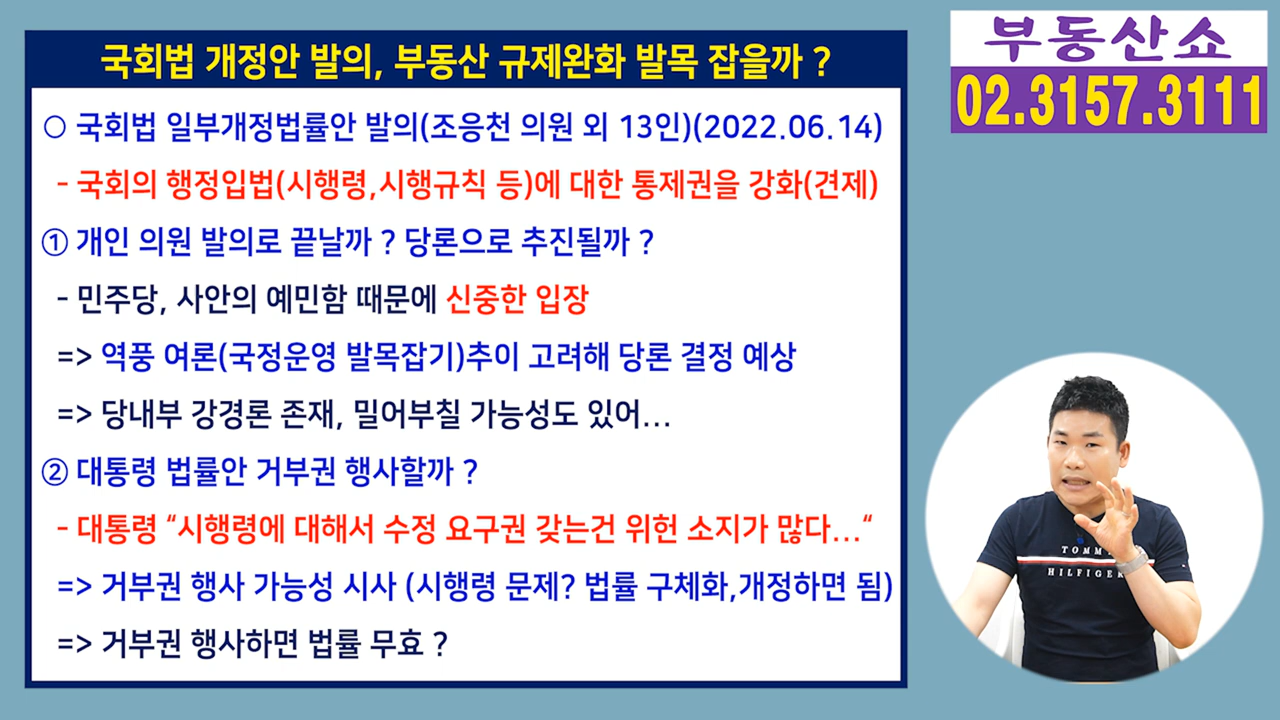 국회법 개정안 발의, 부동산 규제완화 발목 잡을까 ?
○ 국회법 일부개정법률안 발의(조응천 의원 외 13인)(2022.06.14)
- 국회의 행정입법(시행령,시행규칙 등)에 대한 통제권을 강화(견제)
① 개인 의원 발의로 끝날까 ? 당론으로 추진될까 ?
- 민주당, 사안의 예민함 때문에 신중한 입장
=> 역풍 여론(국정운영 발목잡기)추이 고려해 당론 결정 예상
=> 당내부 강경론 존재, 밀어부칠 가능성도 있어...
② 대통령 법률안 거부권 행사할까 ?
- 대통령 “시행령에 대해서 수정 요구권 갖는건 위헌 소지가 많다...“
=> 거부권 행사 가능성 시사 (시행령 문제? 법률 구체화,개정하면 됨)
=> 거부권 행사하면 법률 무효 ?
부동산쇼
02.3157.3111
TOMMY
HILFIGER